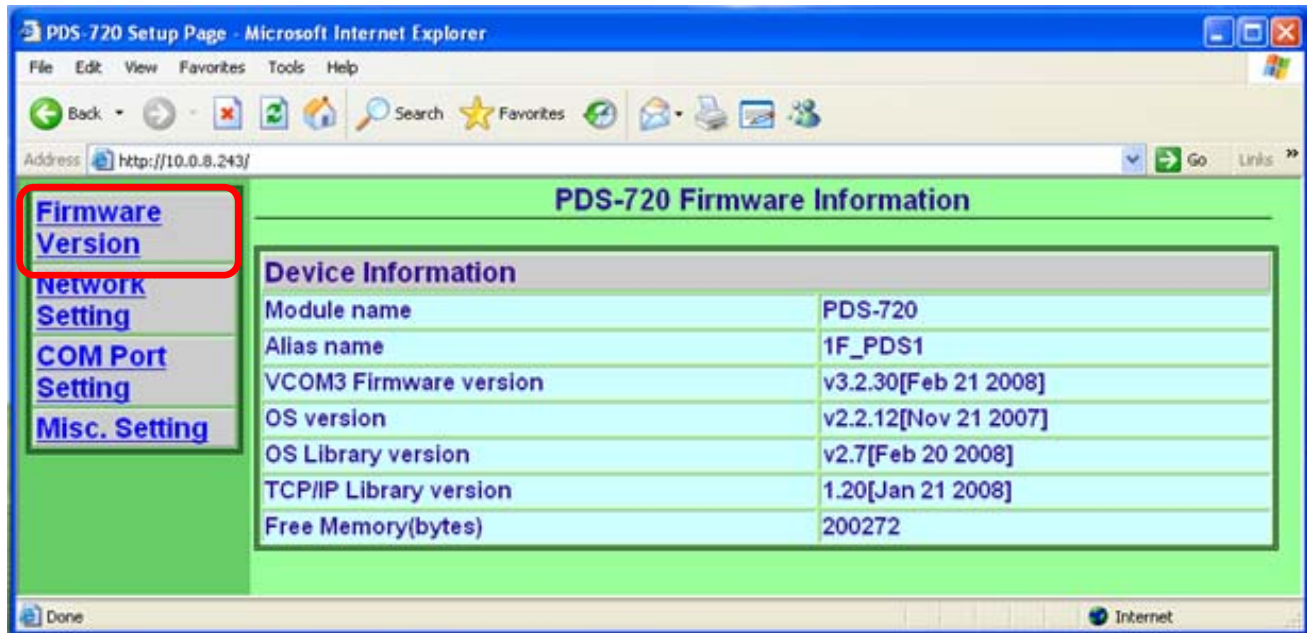 PDS-720 Setup Page - Microsoft Internet Explorer
File Edit View Favorites Tools Help
Back Search Favorites
Address http://10.0.8.243/ Go Links »
Firmware
Version
Network
Setting
COM Port
Setting
Misc. Setting
PDS-720 Firmware Information
Device Information
Module name PDS-720
Alias name 1F_PDS1
VCOM3 Firmware version v3.2.30[Feb 21 2008]
OS version v2.2.12[Nov 21 2007]
OS Library version v2.7[Feb 20 2008]
TCP/IP Library version 1.20[Jan 21 2008]
Free Memory(bytes) 200272
Done Internet